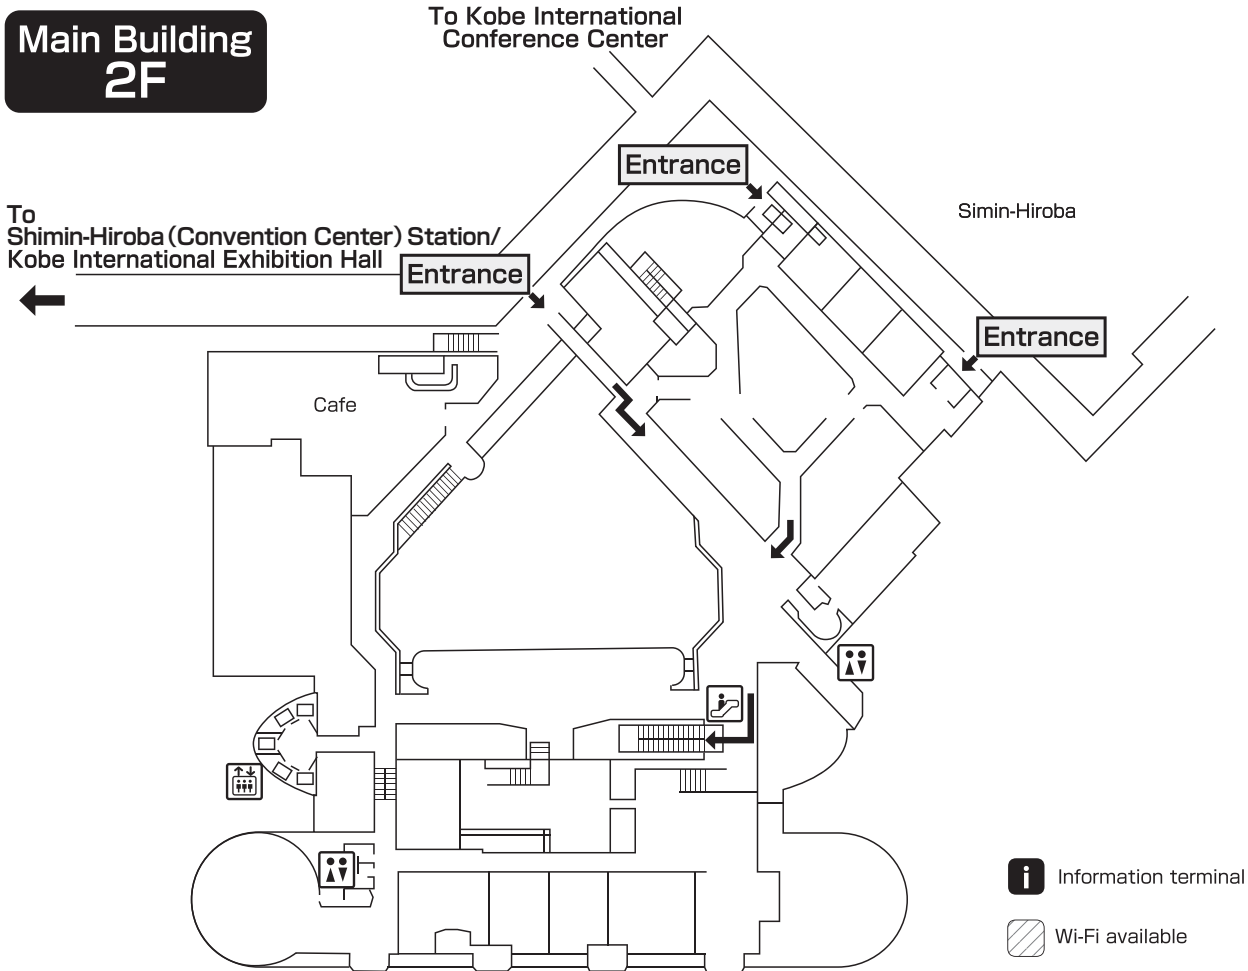 Main Building
2F
To Kobe International
Conference Center
Entrance
Simin-Hiroba
To
Shimin-Hiroba (Convention Center) Station/
Kobe International Exhibition Hall
Entrance
Entrance
Cafe
i Information terminal
Wi-Fi available